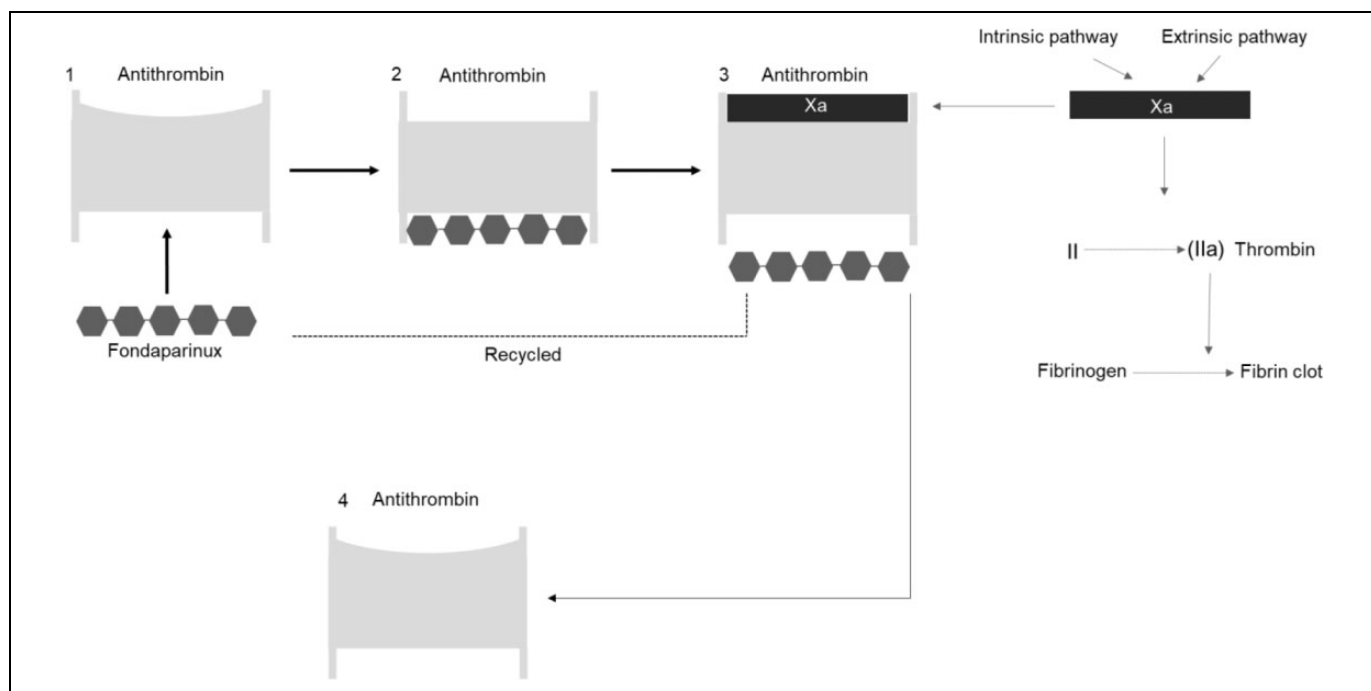 Intrinsic pathway Extrinsic pathway
1 Antithrombin
2 Antithrombin
3 Antithrombin
Xa
Xa
II (IIa) Thrombin
Fondaparinux
Recycled
Fibrinogen Fibrin clot
4 Antithrombin